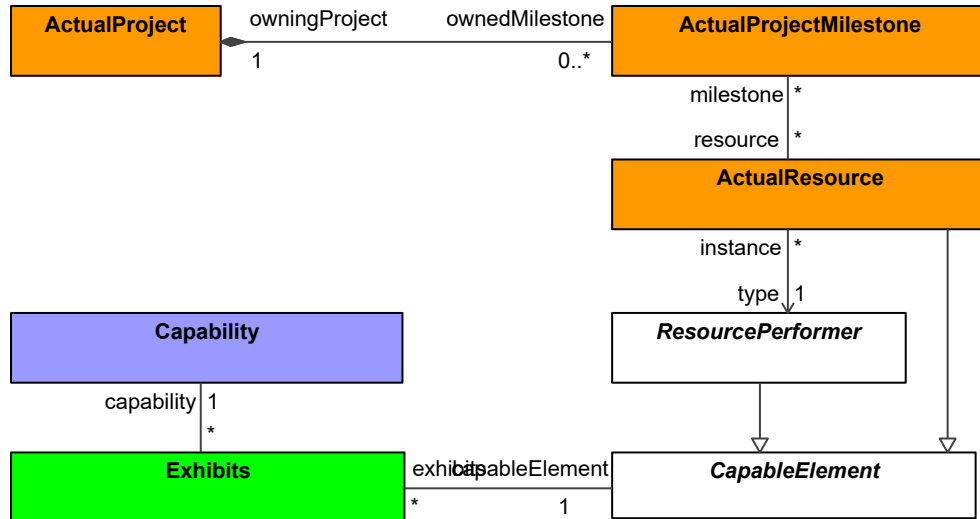 ActualProject
owningProject
ownedMilestone
ActualProjectMilestone
1
0..*
milestone *
resource *
ActualResource
instance *
type 1
Capability
ResourcePerformer
capability 1
*
Exhibits
exhibits
capableElement
CapableElement
*
1